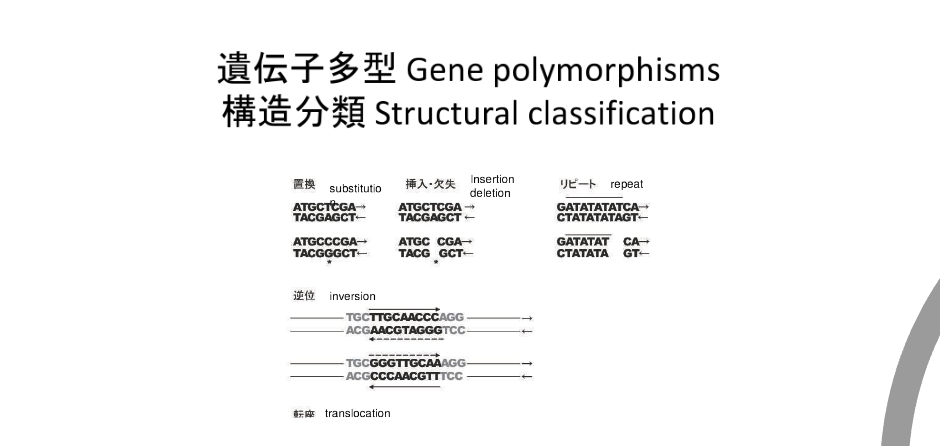 遺伝子多型 Gene polymorphisms
構造分類 Structural classification
置換 substitution
挿入・欠失 Insertion deletion
リピート repeat
ATGCTCGA→ ATGCTCGA → GATATATATCA→
TACGAGCT← TACGAGCT ← CTATATATAGT←
ATGCCCGA→ ATGC CGA→ GATATAT CA→
TACGGGCT← TACG GCT← CTATATA GT←
* *
逆位 inversion
TGCTTGCAACCCAGG →
ACGAACGTAGGGTCC ←
TGCGGGTTGCAAAGG →
ACGCCCAACGTTTCC ←
転座 translocation